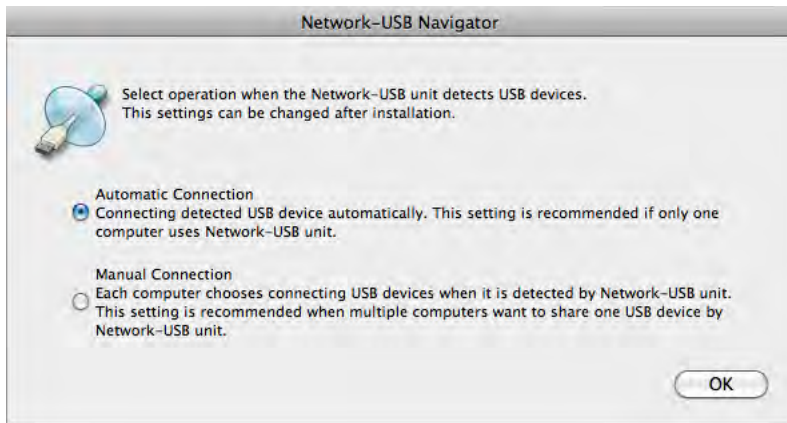 Network-USB Navigator
Select operation when the Network-USB unit detects USB devices.
This settings can be changed after installation.
Automatic Connection
Connecting detected USB device automatically. This setting is recommended if only one
computer uses Network-USB unit.
Manual Connection
Each computer chooses connecting USB devices when it is detected by Network-USB unit.
This setting is recommended when multiple computers want to share one USB device by
Network-USB unit.
OK